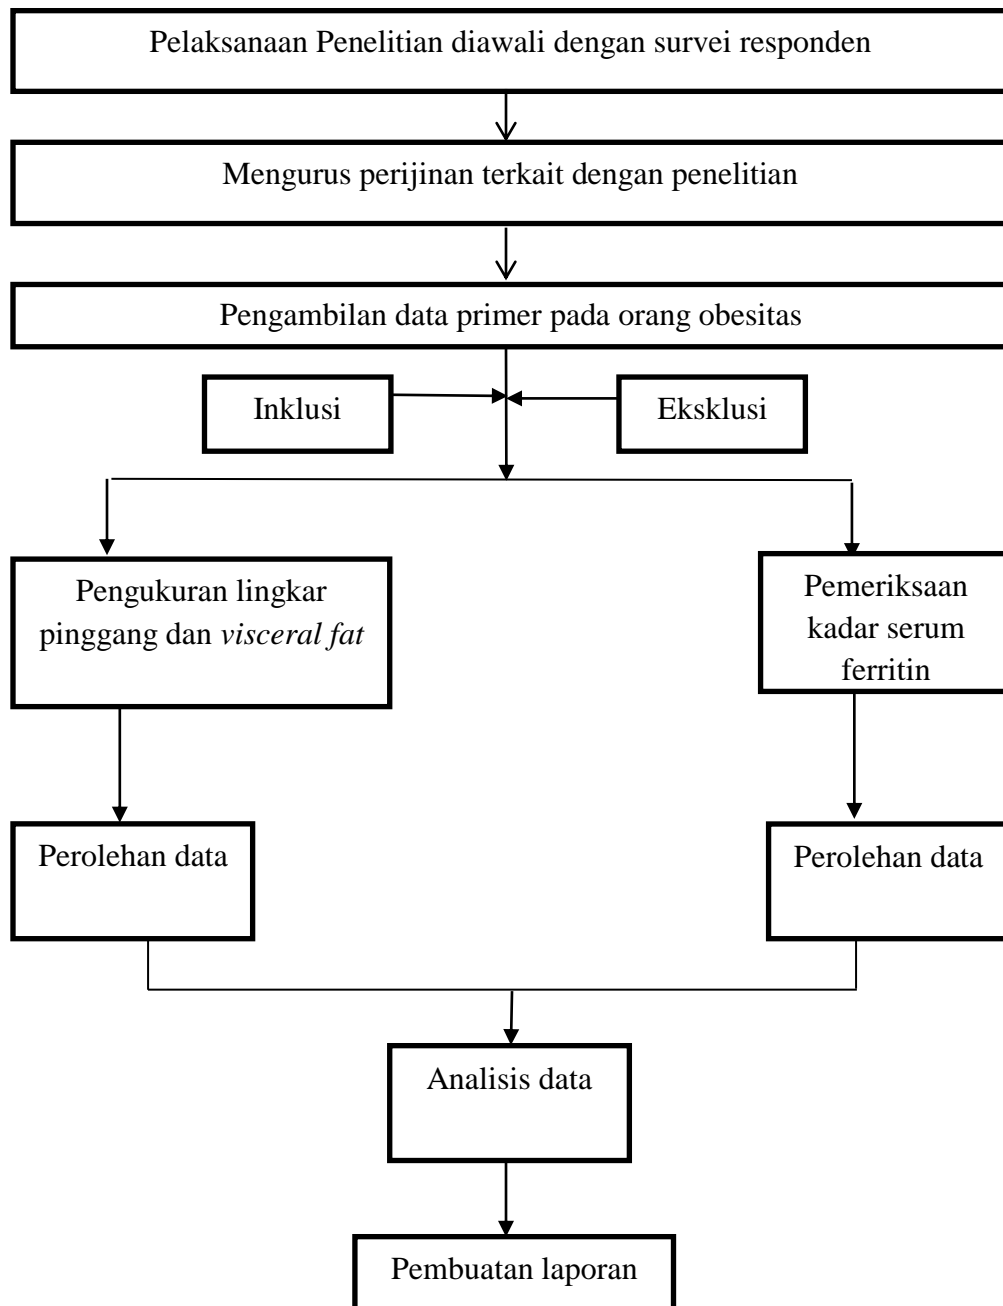 Pelaksanaan Penelitian diawali dengan survei responden
Mengurus perijinan terkait dengan penelitian
Pengambilan data primer pada orang obesitas
Inklusi
Eksklusi
Pengukuran lingkar
pinggang dan visceral fat
Pemeriksaan
kadar serum
ferritin
Perolehan data
Perolehan data
Analisis data
Pembuatan laporan